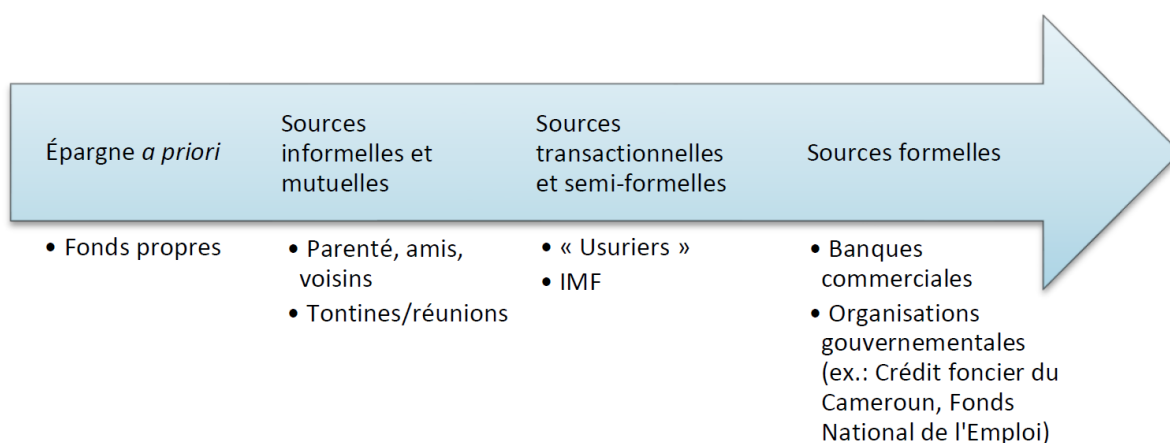 Épargne a priori
• Fonds propres
Sources
informelles et
mutuelles
• Parenté, amis,
voisins
• Tontines/réunions
Sources
transactionnelles
et semi-formelles
• « Usuriers »
• IMF
Sources formelles
• Banques
commerciales
• Organisations
gouvernementales
(ex.: Crédit foncier du
Cameroun, Fonds
National de l'Emploi)